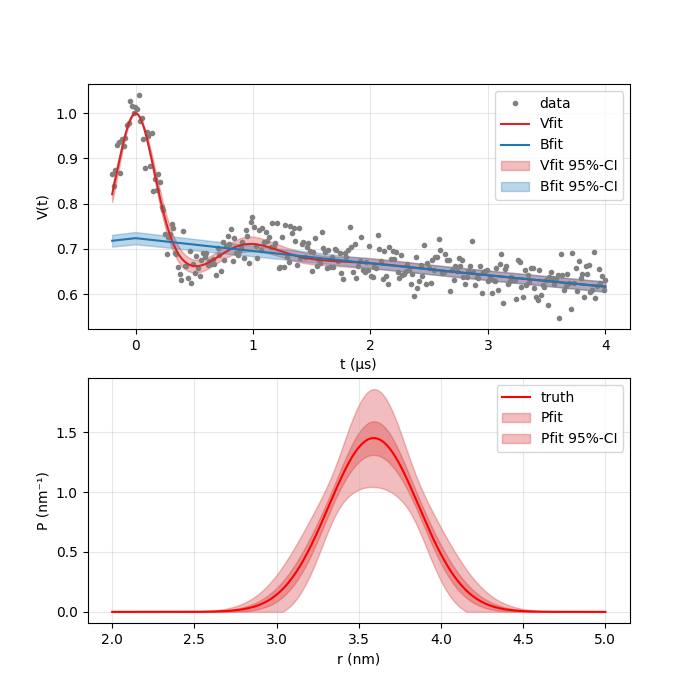 1.0
0.9
0.8
0.7
0.6
V(t)
data
Vfit
Bfit
Vfit 95%-CI
Bfit 95%-CI
0 1 2 3 4
t (μs)
1.5
1.0
0.5
0.0
P (nm⁻¹)
truth
Pfit
Pfit 95%-CI
2.0 2.5 3.0 3.5 4.0 4.5 5.0
r (nm)